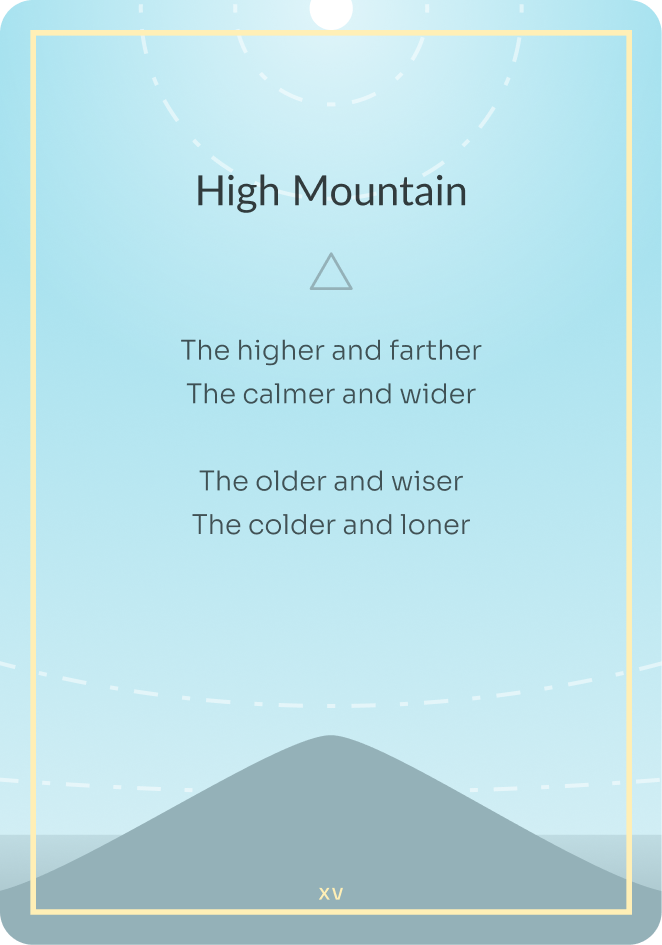 High Mountain
The higher and farther
The calmer and wider
The older and wiser
The colder and loner
XV